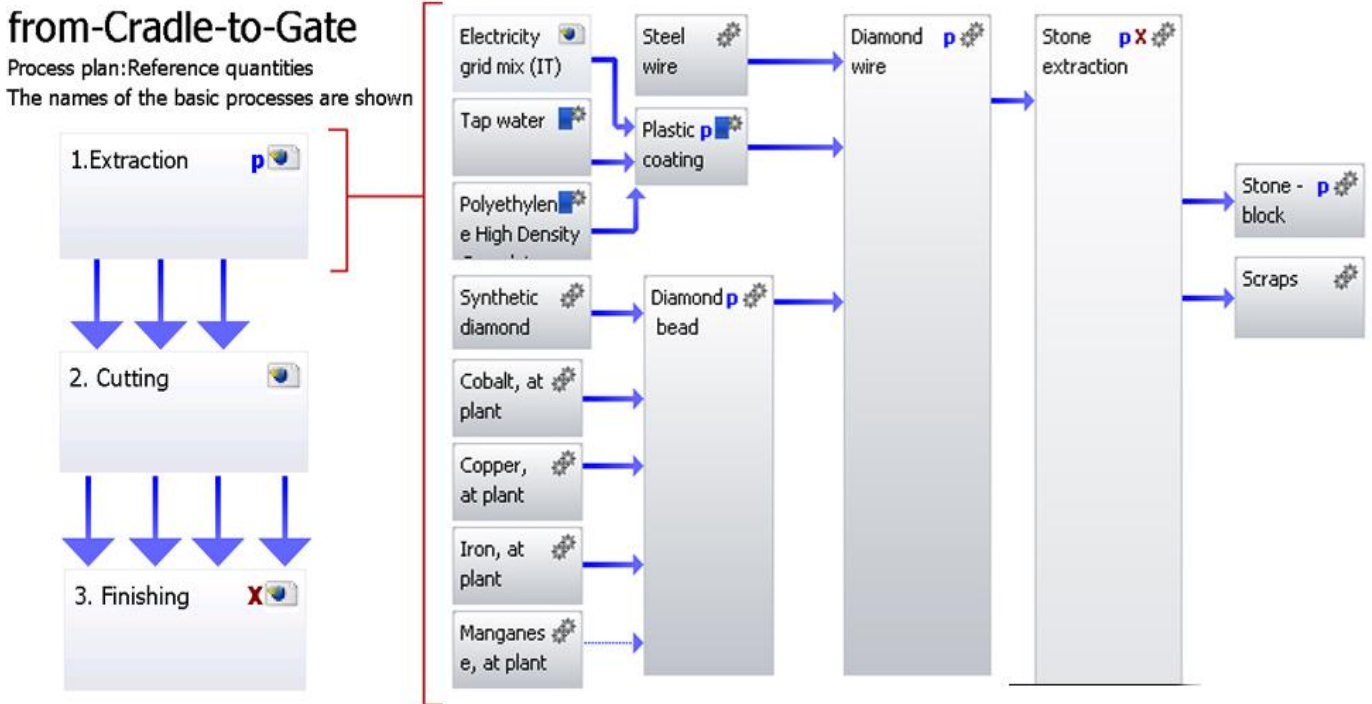 from-Cradle-to-Gate
Process plan:Reference quantities
The names of the basic processes are shown
1.Extraction p
2. Cutting
3. Finishing X
Electricity
grid mix (IT)
Tap water
Polyethylen
e High Density
Synthetic
diamond
Cobalt, at
plant
Copper,
at plant
Iron, at
plant
Manganes
e, at plant
Steel
wire
Plastic p
coating
Diamond p
bead
Diamond p
wire
Stone p X
extraction
Stone - p
block
Scraps